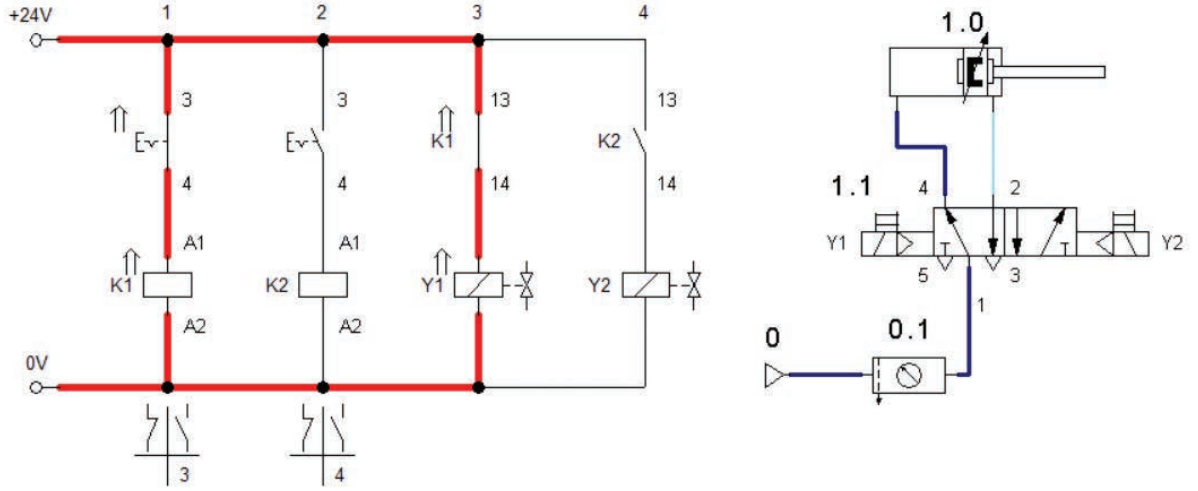 1 2 3 4
+24V
3 3 13 13
K1 K2
4 4 14 14
A1 A1
K1 K2 Y1 Y2
A2 A2
0V
3 4
1.0
1.1 4 2
Y1 Y2
5 3
1
0 0.1